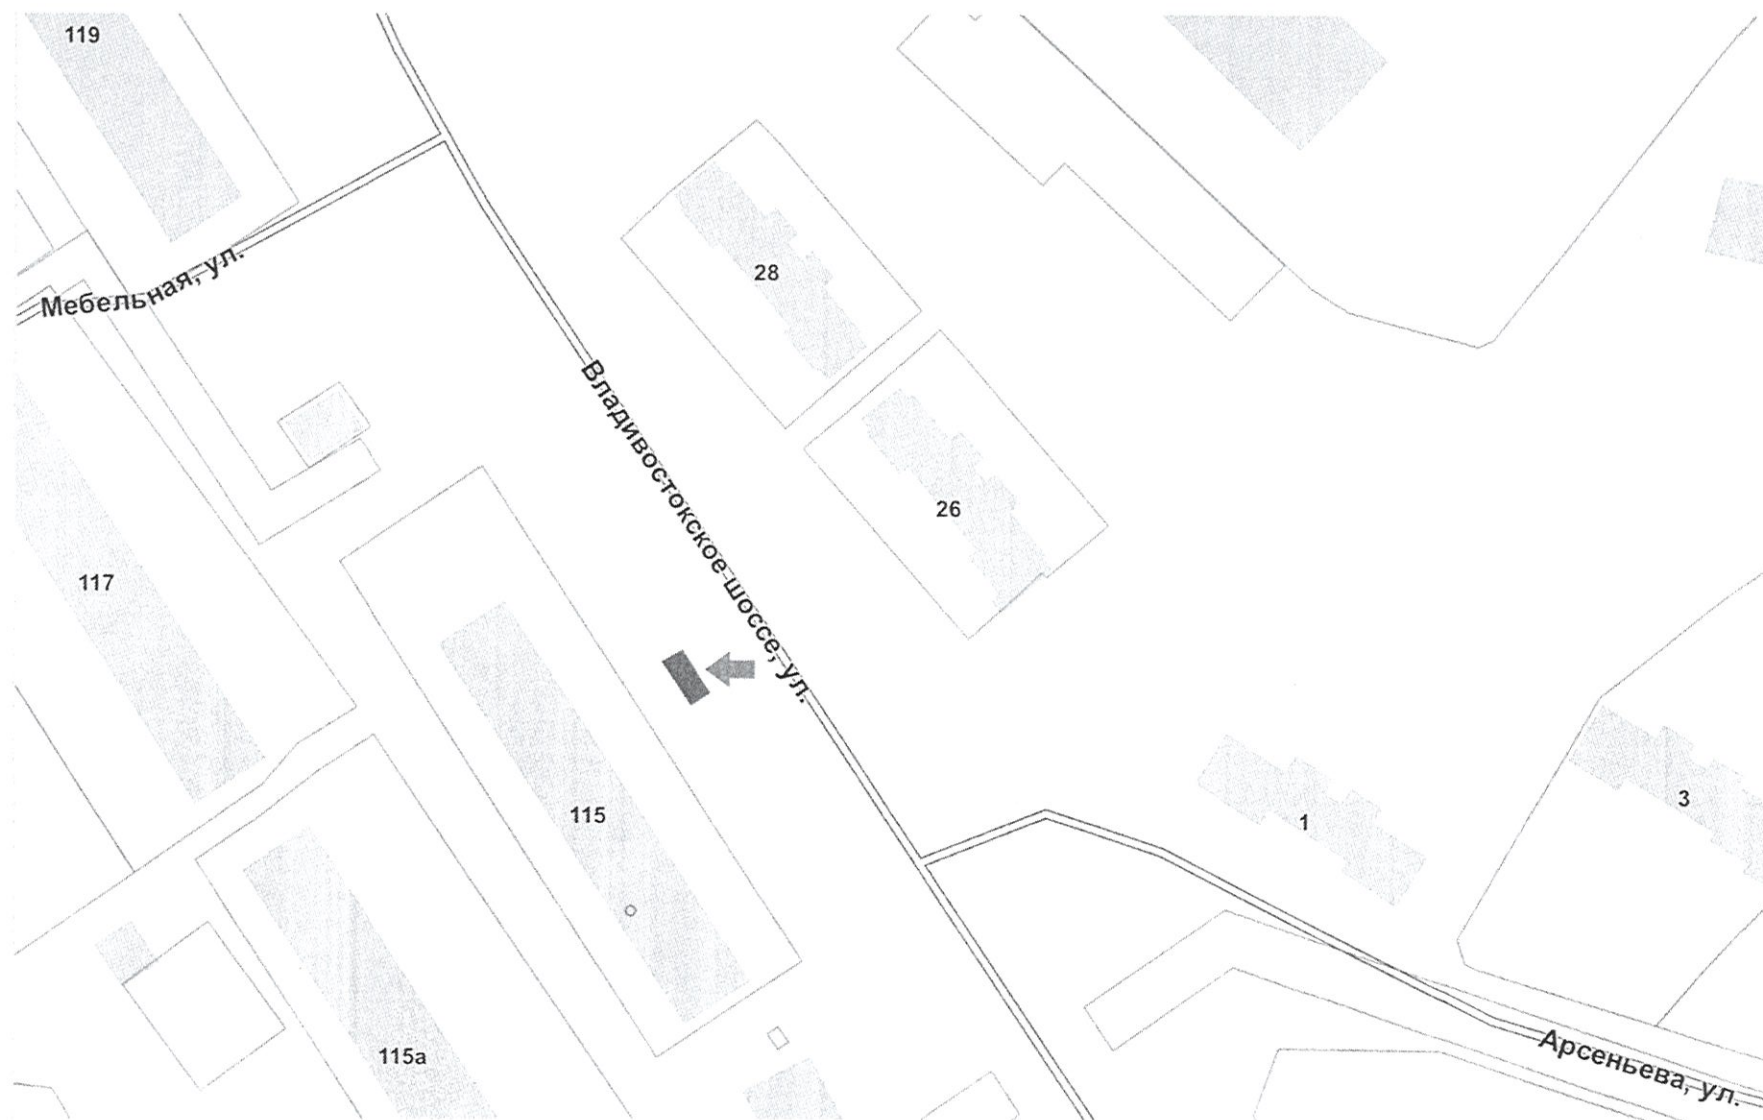 119
Мебельная, ул.
28
Владивостокское шоссе, ул.
26
117
115
1
3
115а
Арсеньева, ул.